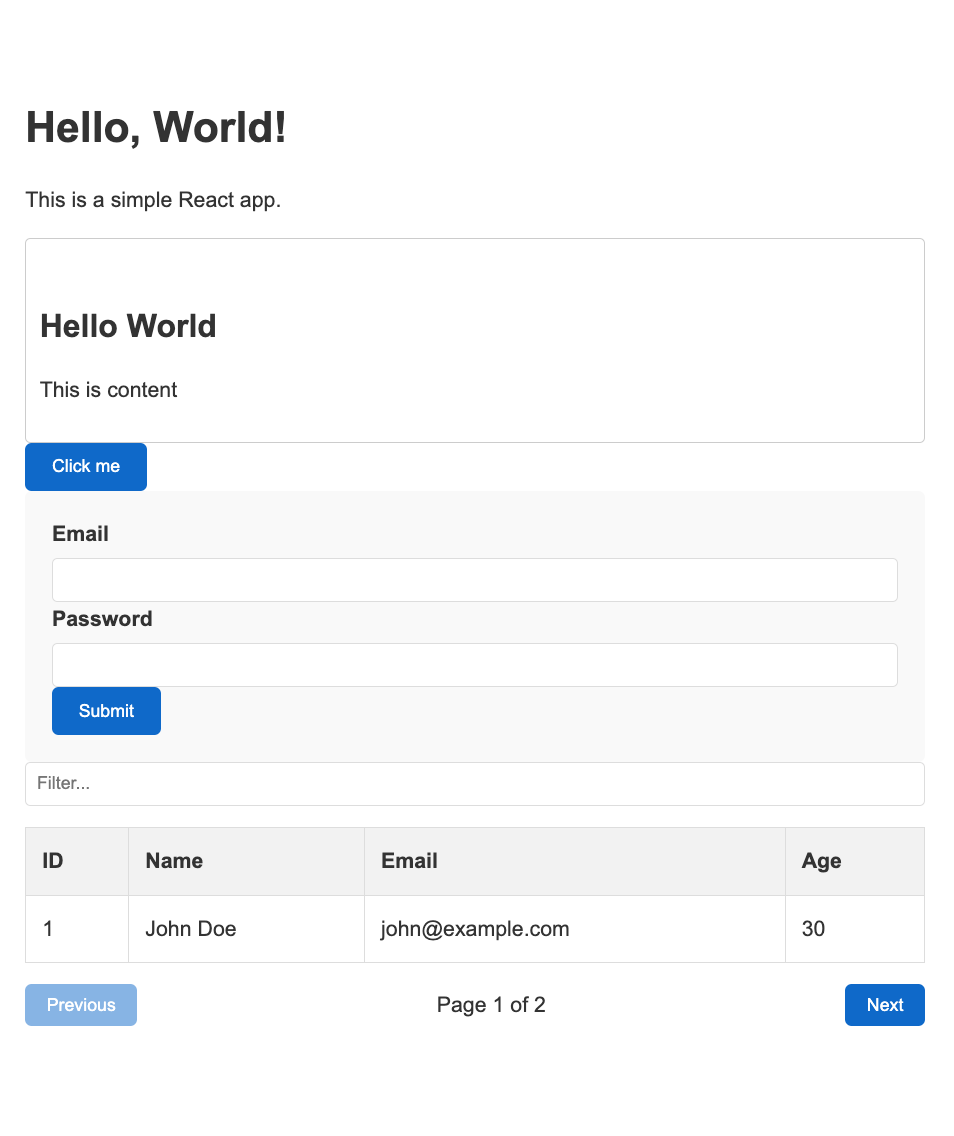 Hello, World!
This is a simple React app.
Hello World
This is content
Click me
Email
Password
Submit
Filter...
ID Name Email Age
1 John Doe john@example.com 30
Previous Page 1 of 2 Next